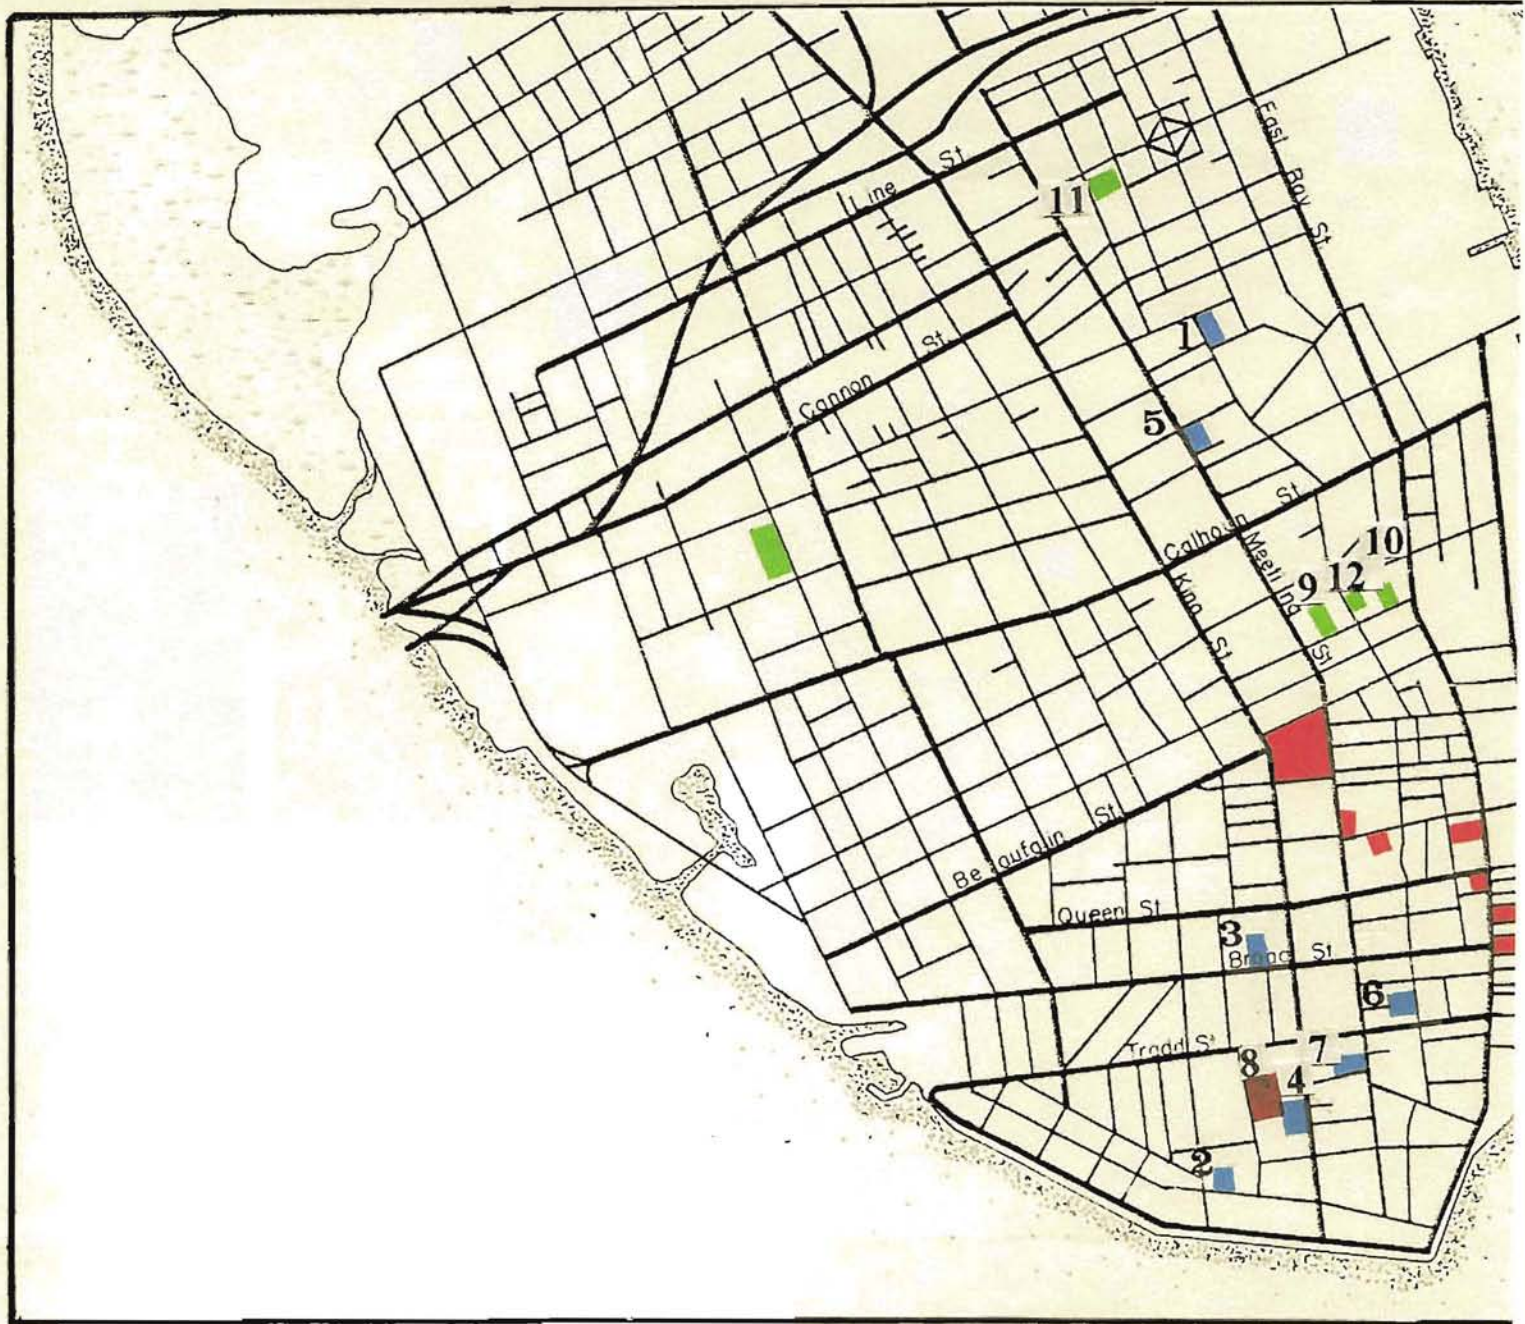 East Bay St
Line St
11
1
Cannon St
5
Calhoun St
Meeting St
10
9 12
King St
Beaufain St
Queen St
3
Broad St
6
Tradd St
7
8
4
2